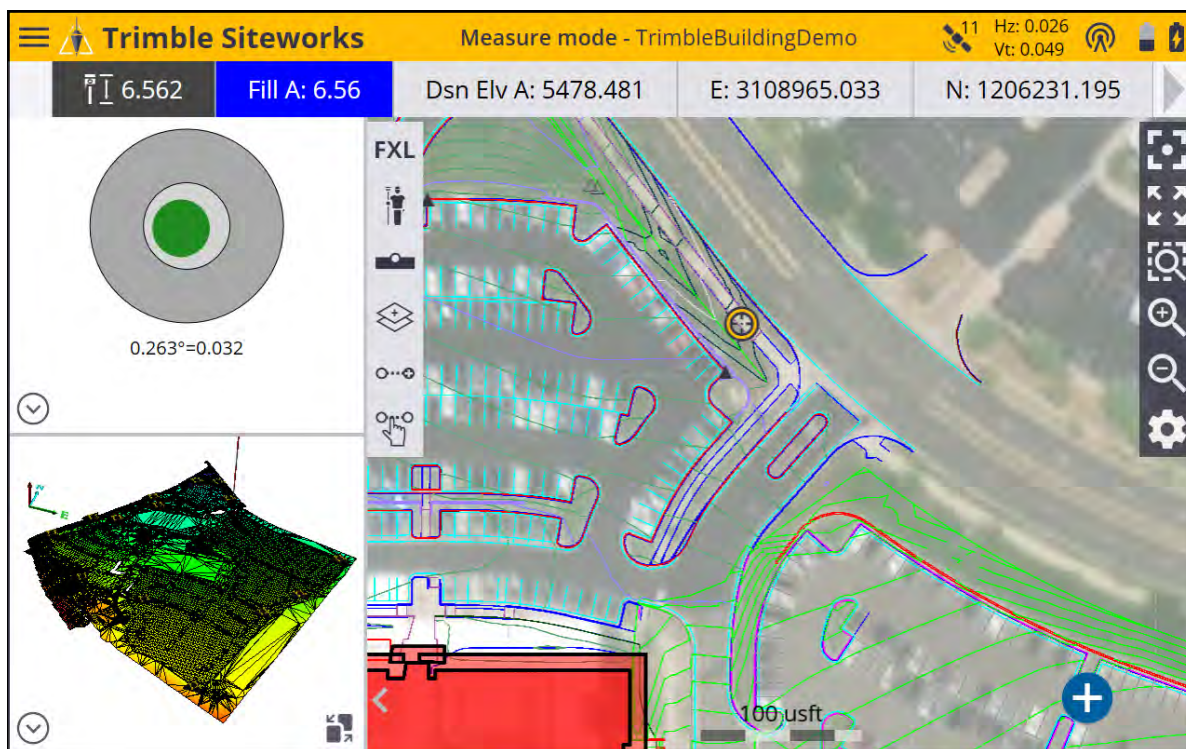 Trimble Siteworks
Measure mode - TrimbleBuildingDemo
11
Hz: 0.026
Vt: 0.049
6.562
Fill A: 6.56
Dsn Elv A: 5478.481
E: 3108965.033
N: 1206231.195
FXL
0.263°=0.032
E
100 usft